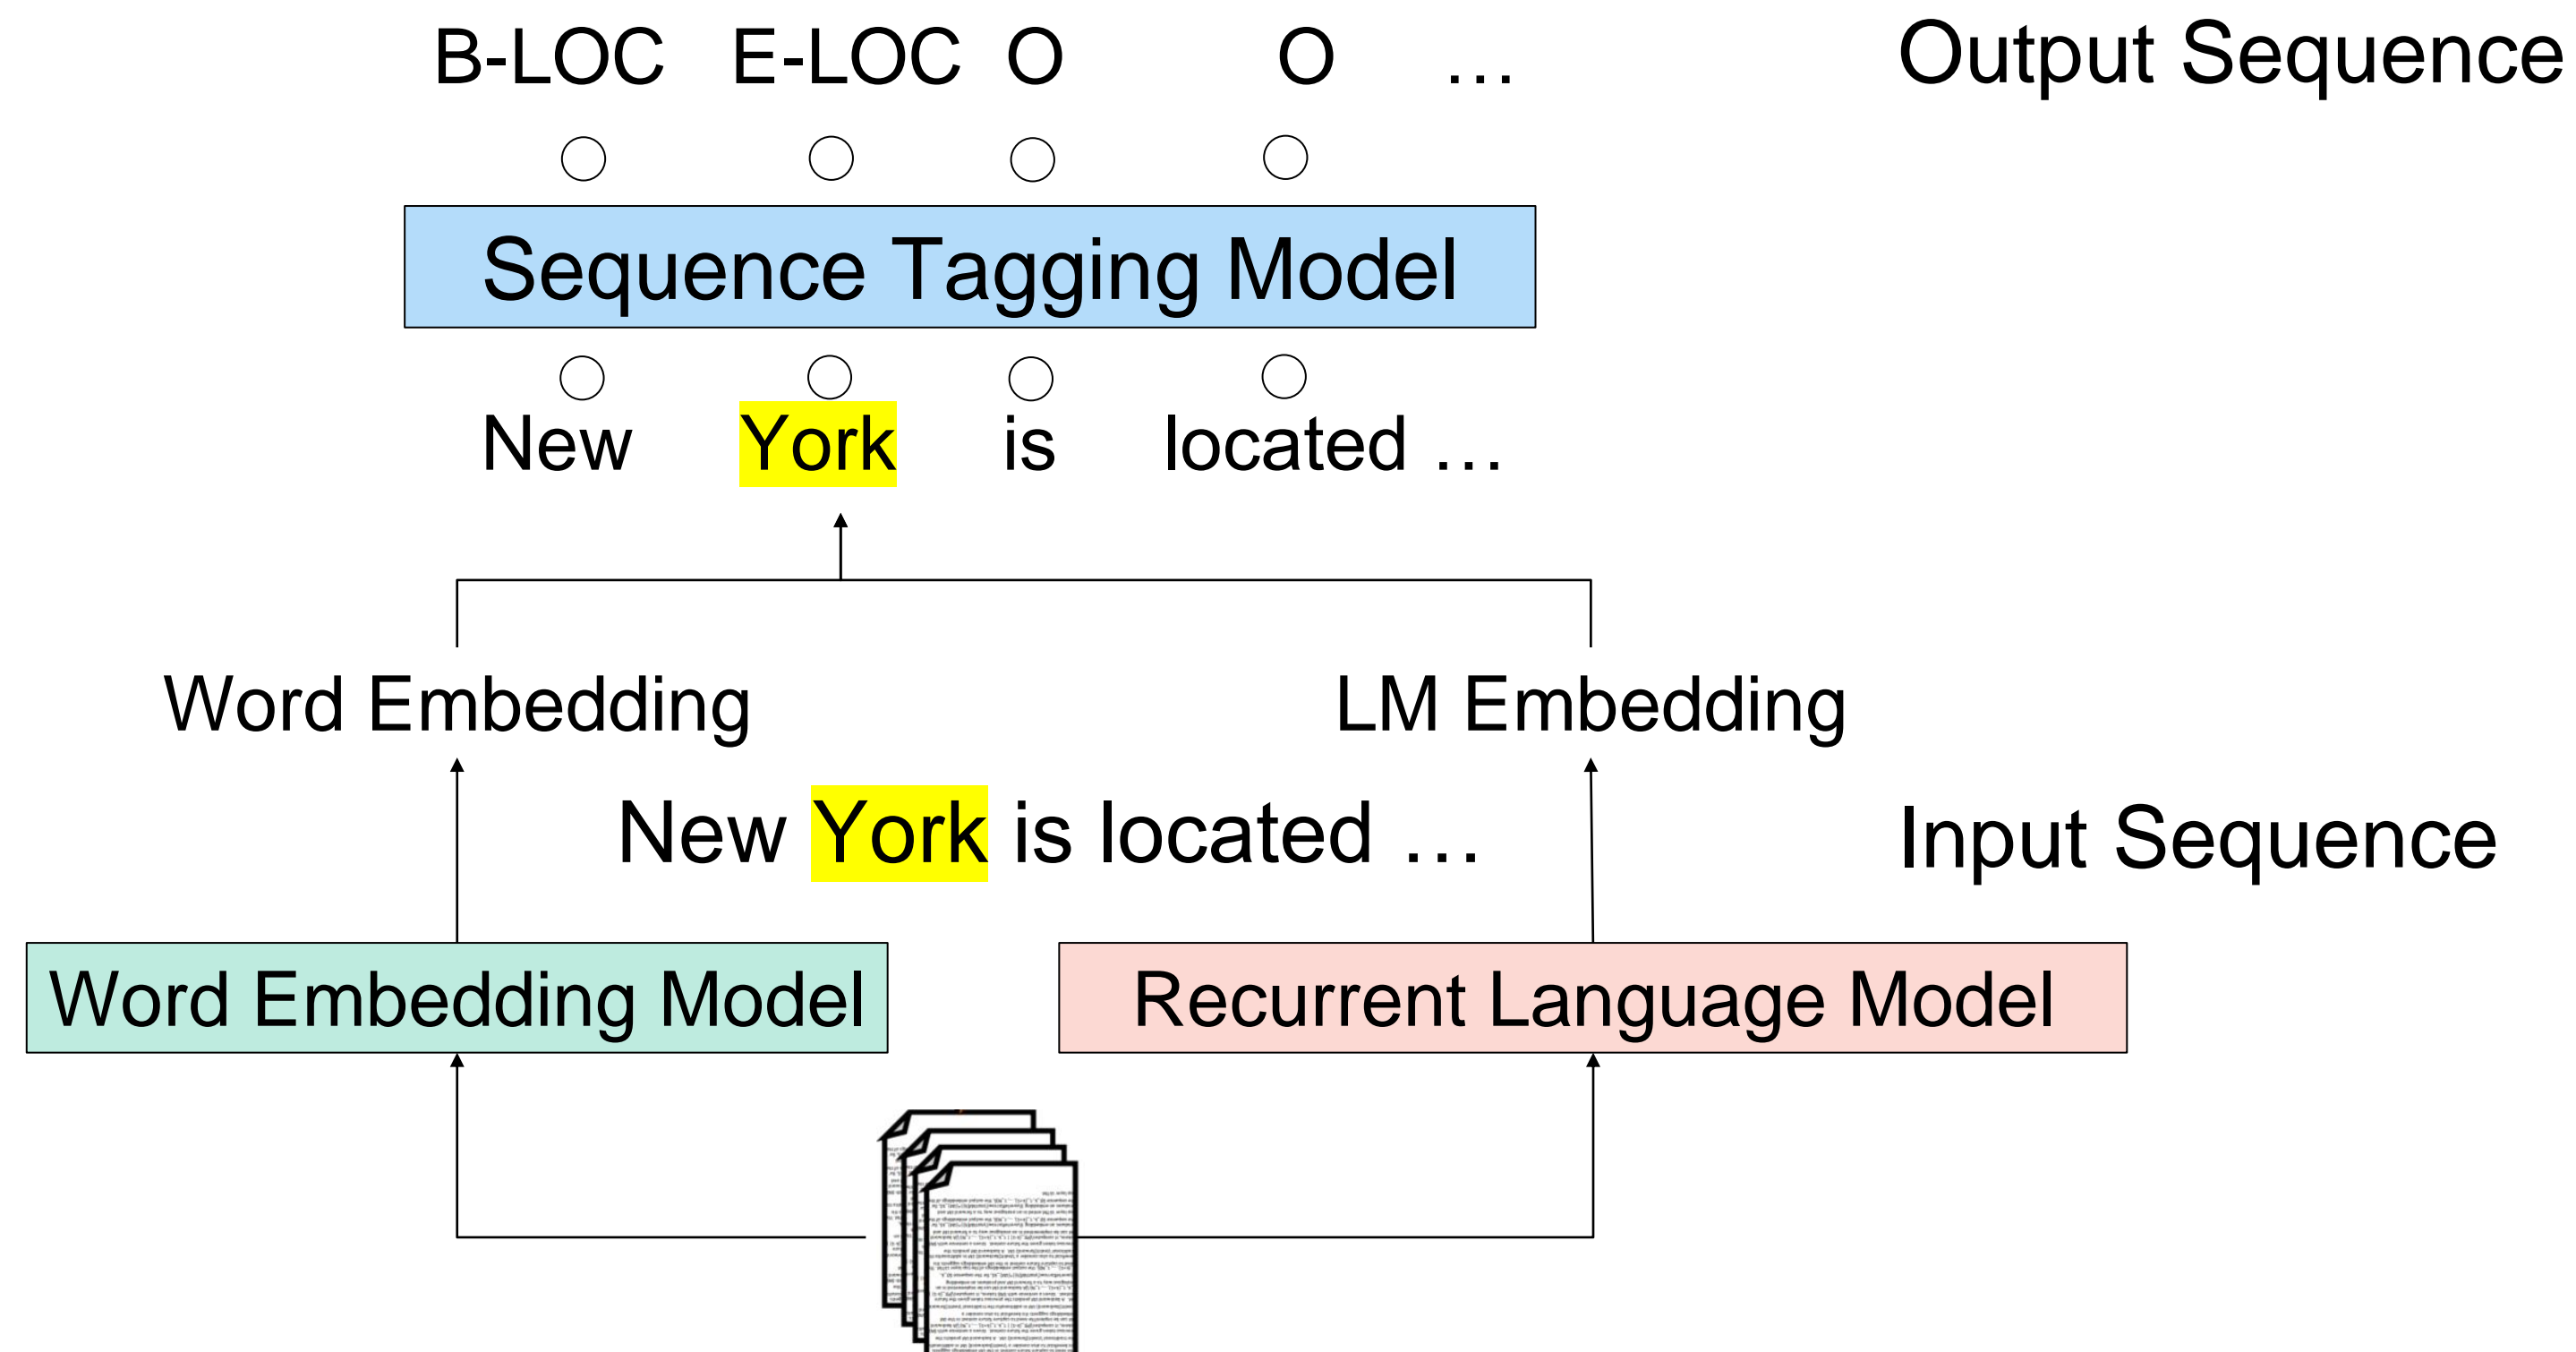 B-LOC E-LOC O O … Output Sequence
Sequence Tagging Model
New York is located …
Word Embedding LM Embedding
New York is located … Input Sequence
Word Embedding Model Recurrent Language Model